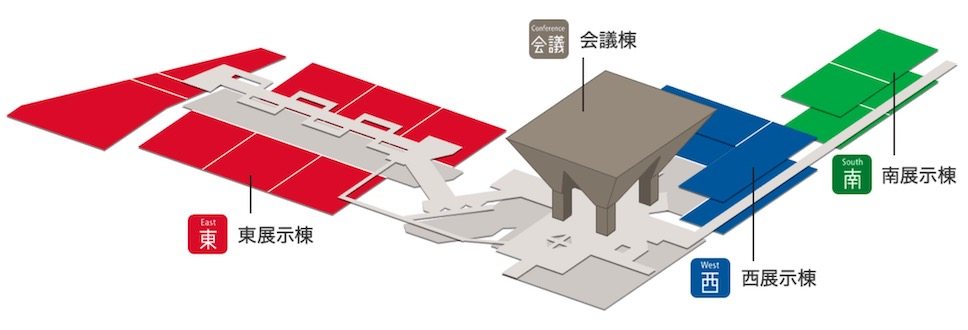 Conference
会議
会議棟
South
南
南展示棟
East
東
東展示棟
West
西
西展示棟